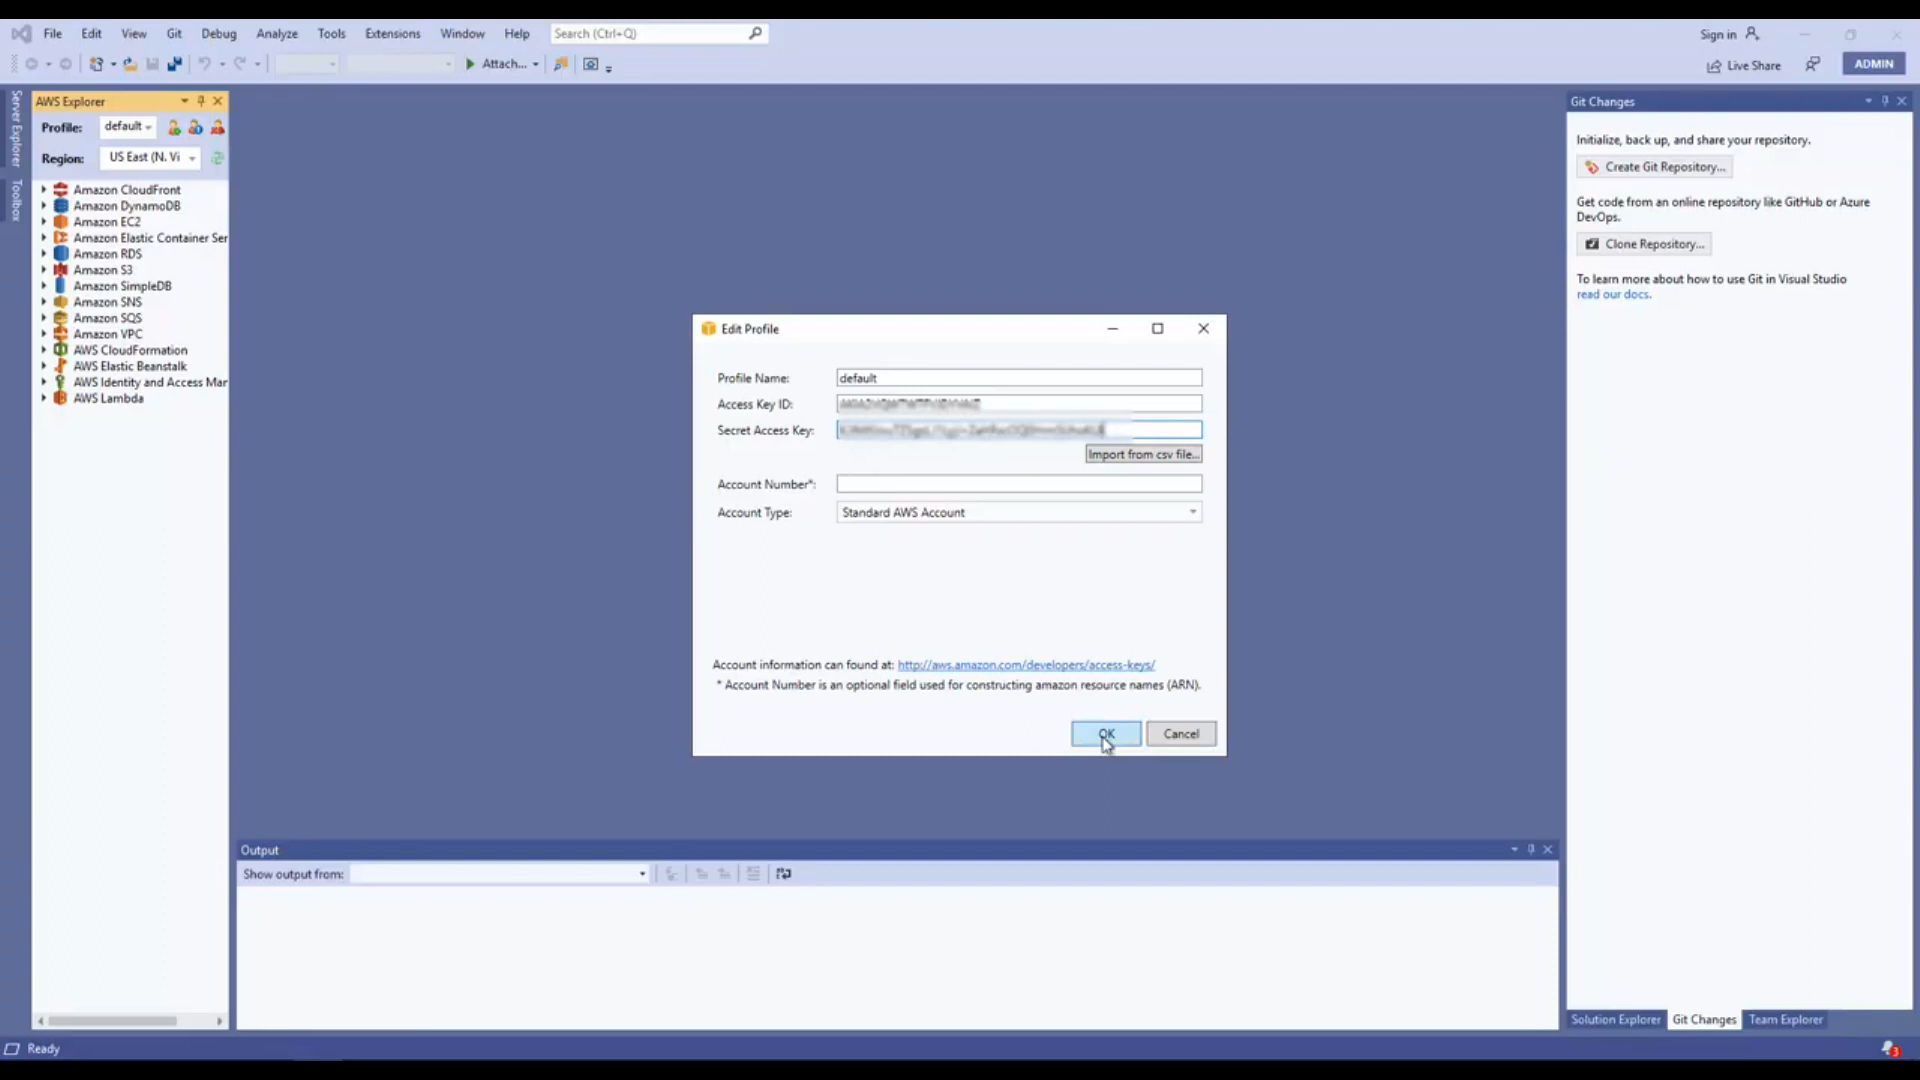 File Edit View Git Debug Analyze Tools Extensions Window Help Search (Ctrl+Q) Sign in
Attach... Live Share ADMIN
Server Explorer
Toolbox
AWS Explorer
Profile: default
Region: US East (N. Vi
Amazon CloudFront
Amazon DynamoDB
Amazon EC2
Amazon Elastic Container Ser
Amazon RDS
Amazon S3
Amazon SimpleDB
Amazon SNS
Amazon SQS
Amazon VPC
AWS CloudFormation
AWS Elastic Beanstalk
AWS Identity and Access Mar
AWS Lambda
Edit Profile
Profile Name: default
Access Key ID:
Secret Access Key:
Import from csv file...
Account Number*:
Account Type: Standard AWS Account
Account information can found at: http://aws.amazon.com/developers/access-keys/
* Account Number is an optional field used for constructing amazon resource names (ARN).
OK Cancel
Output
Show output from:
Git Changes
Initialize, back up, and share your repository.
Create Git Repository...
Get code from an online repository like GitHub or Azure
DevOps.
Clone Repository...
To learn more about how to use Git in Visual Studio
read our docs.
Solution Explorer Git Changes Team Explorer
Ready
3